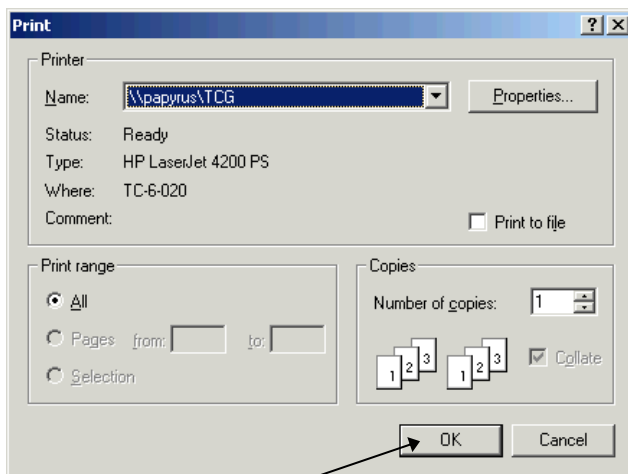 Print
Printer
Name: \\papyrus\TCG Properties...
Status: Ready
Type: HP LaserJet 4200 PS
Where: TC-6-020
Comment: Print to file
Print range
All
Pages from: to:
Selection
Copies
Number of copies: 1
1 2 3 1 2 3 Collate
OK Cancel